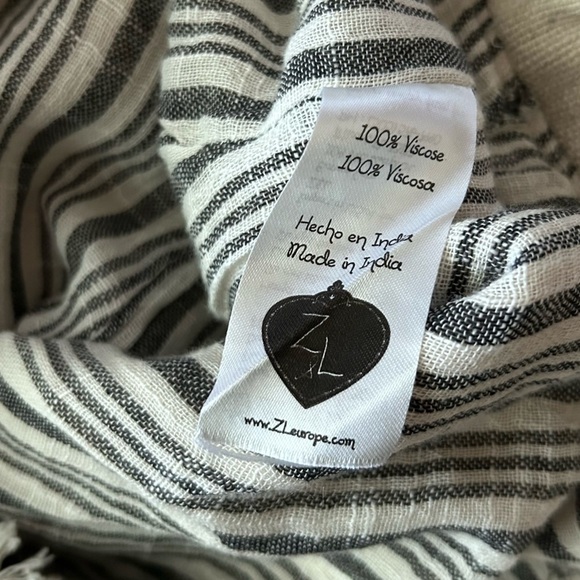 100% Viscose
100% Viscosa
Hecho en India
Made in India
ZL
www.ZLeurope.com